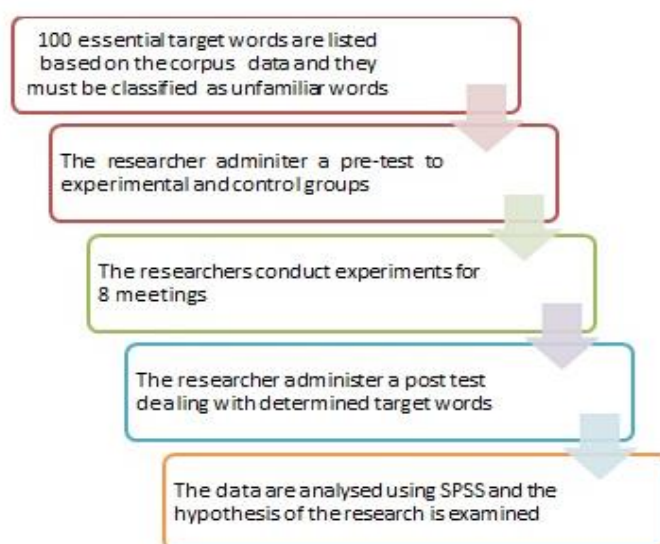 100 essential target words are listed
based on the corpus data and they
must be classified as unfamiliar words
The researcher adminiter a pre-test to
experimental and control groups
The researchers conduct experiments for
8 meetings
The researcher administer a post test
dealing with determined target words
The data are analysed using SPSS and the
hypothesis of the research is examined